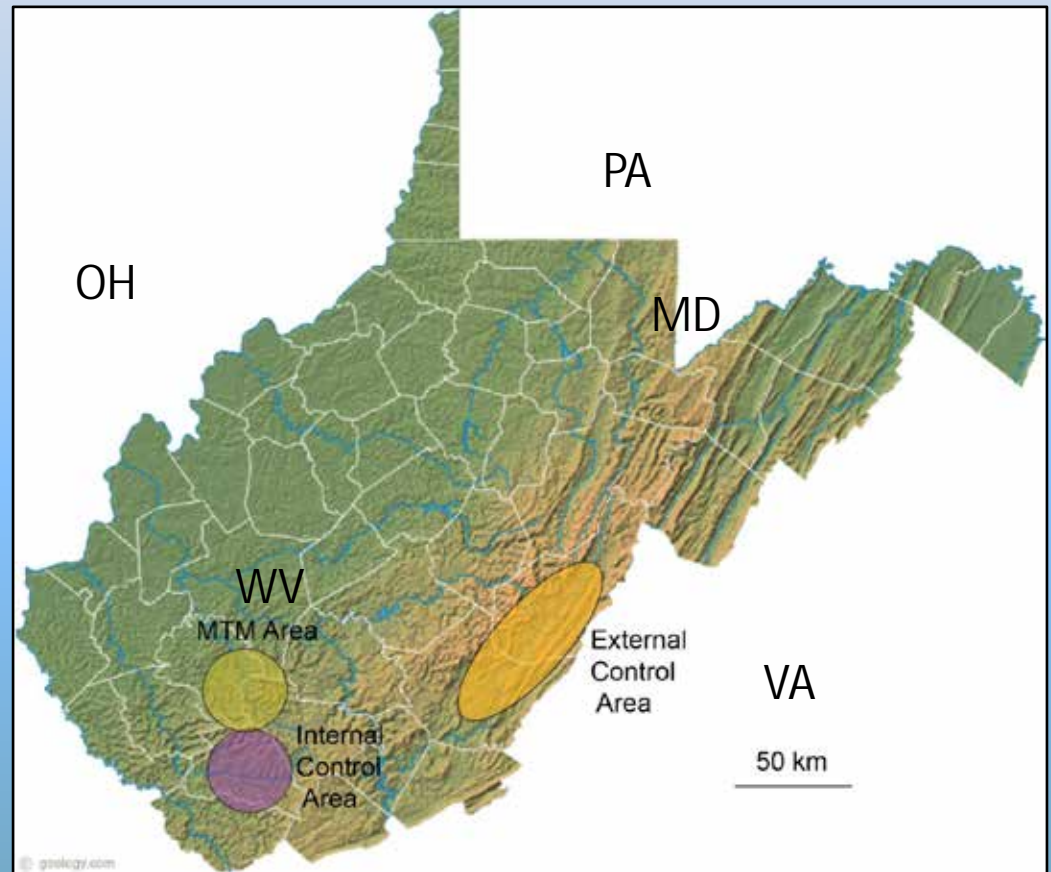 PA
OH
MD
WV
MTM Area
External
Control
Area
VA
Internal
Control
Area
50 km
© geology.com